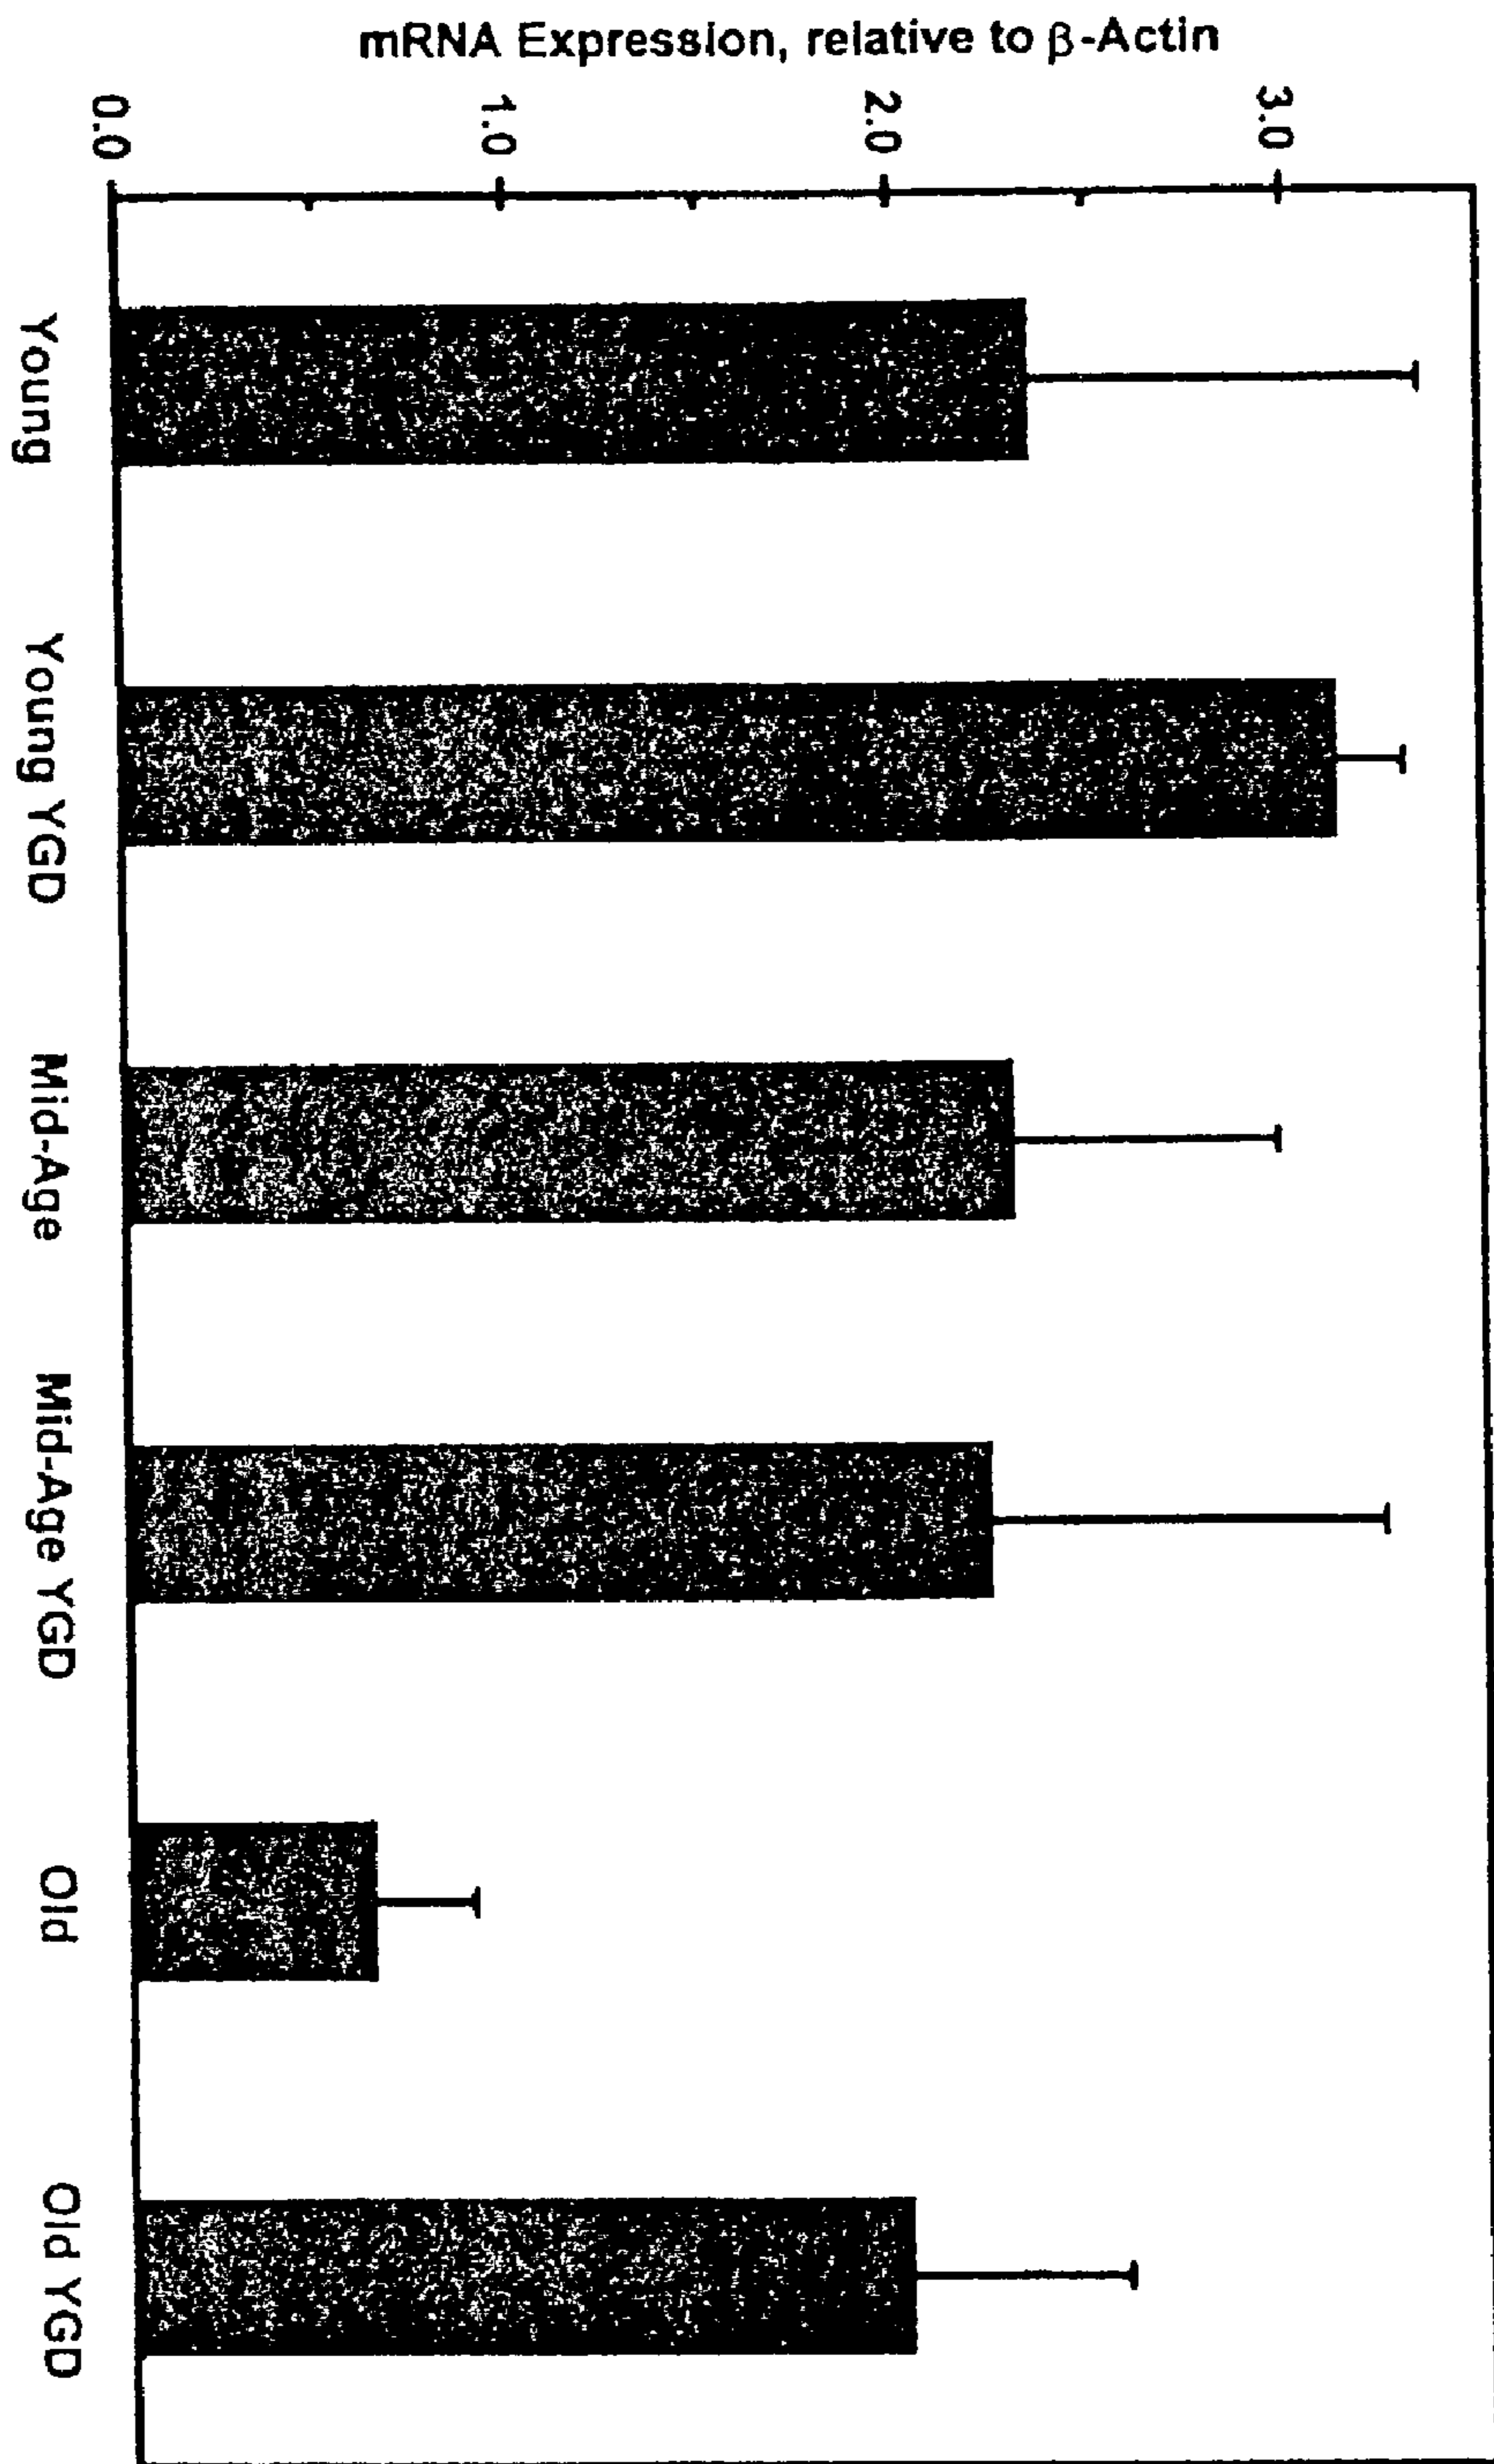 mRNA Expression, relative to β-Actin
3.0
2.0
1.0
0.0
Young
Young YGD
Mid-Age
Mid-Age YGD
Old
Old YGD